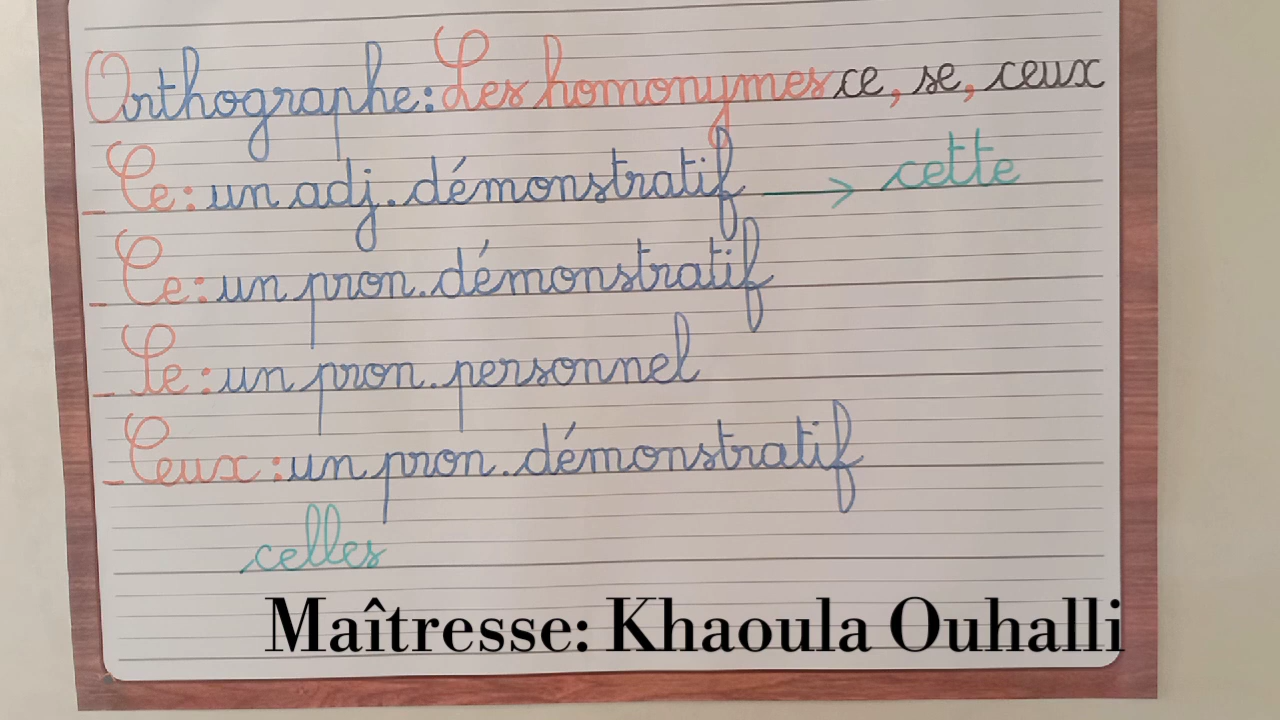 Orthographe: Les homonymes ce, se, ceux
_ Ce: un adj. démonstratif → cette
_ Ce: un pron. démonstratif
_ Se: un pron. personnel
_ Ceux: un pron. démonstratif
celles
Maîtresse: Khaoula Ouhalli